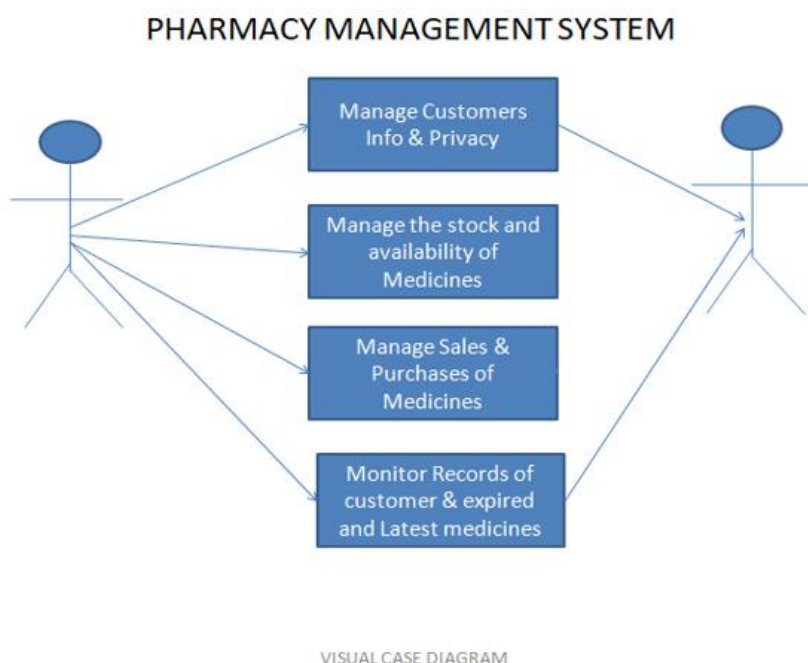 PHARMACY MANAGEMENT SYSTEM
Manage Customers
Info & Privacy
Manage the stock and
availability of
Medicines
Manage Sales &
Purchases of
Medicines
Monitor Records of
customer & expired
and Latest medicines
VISUAL CASE DIAGRAM